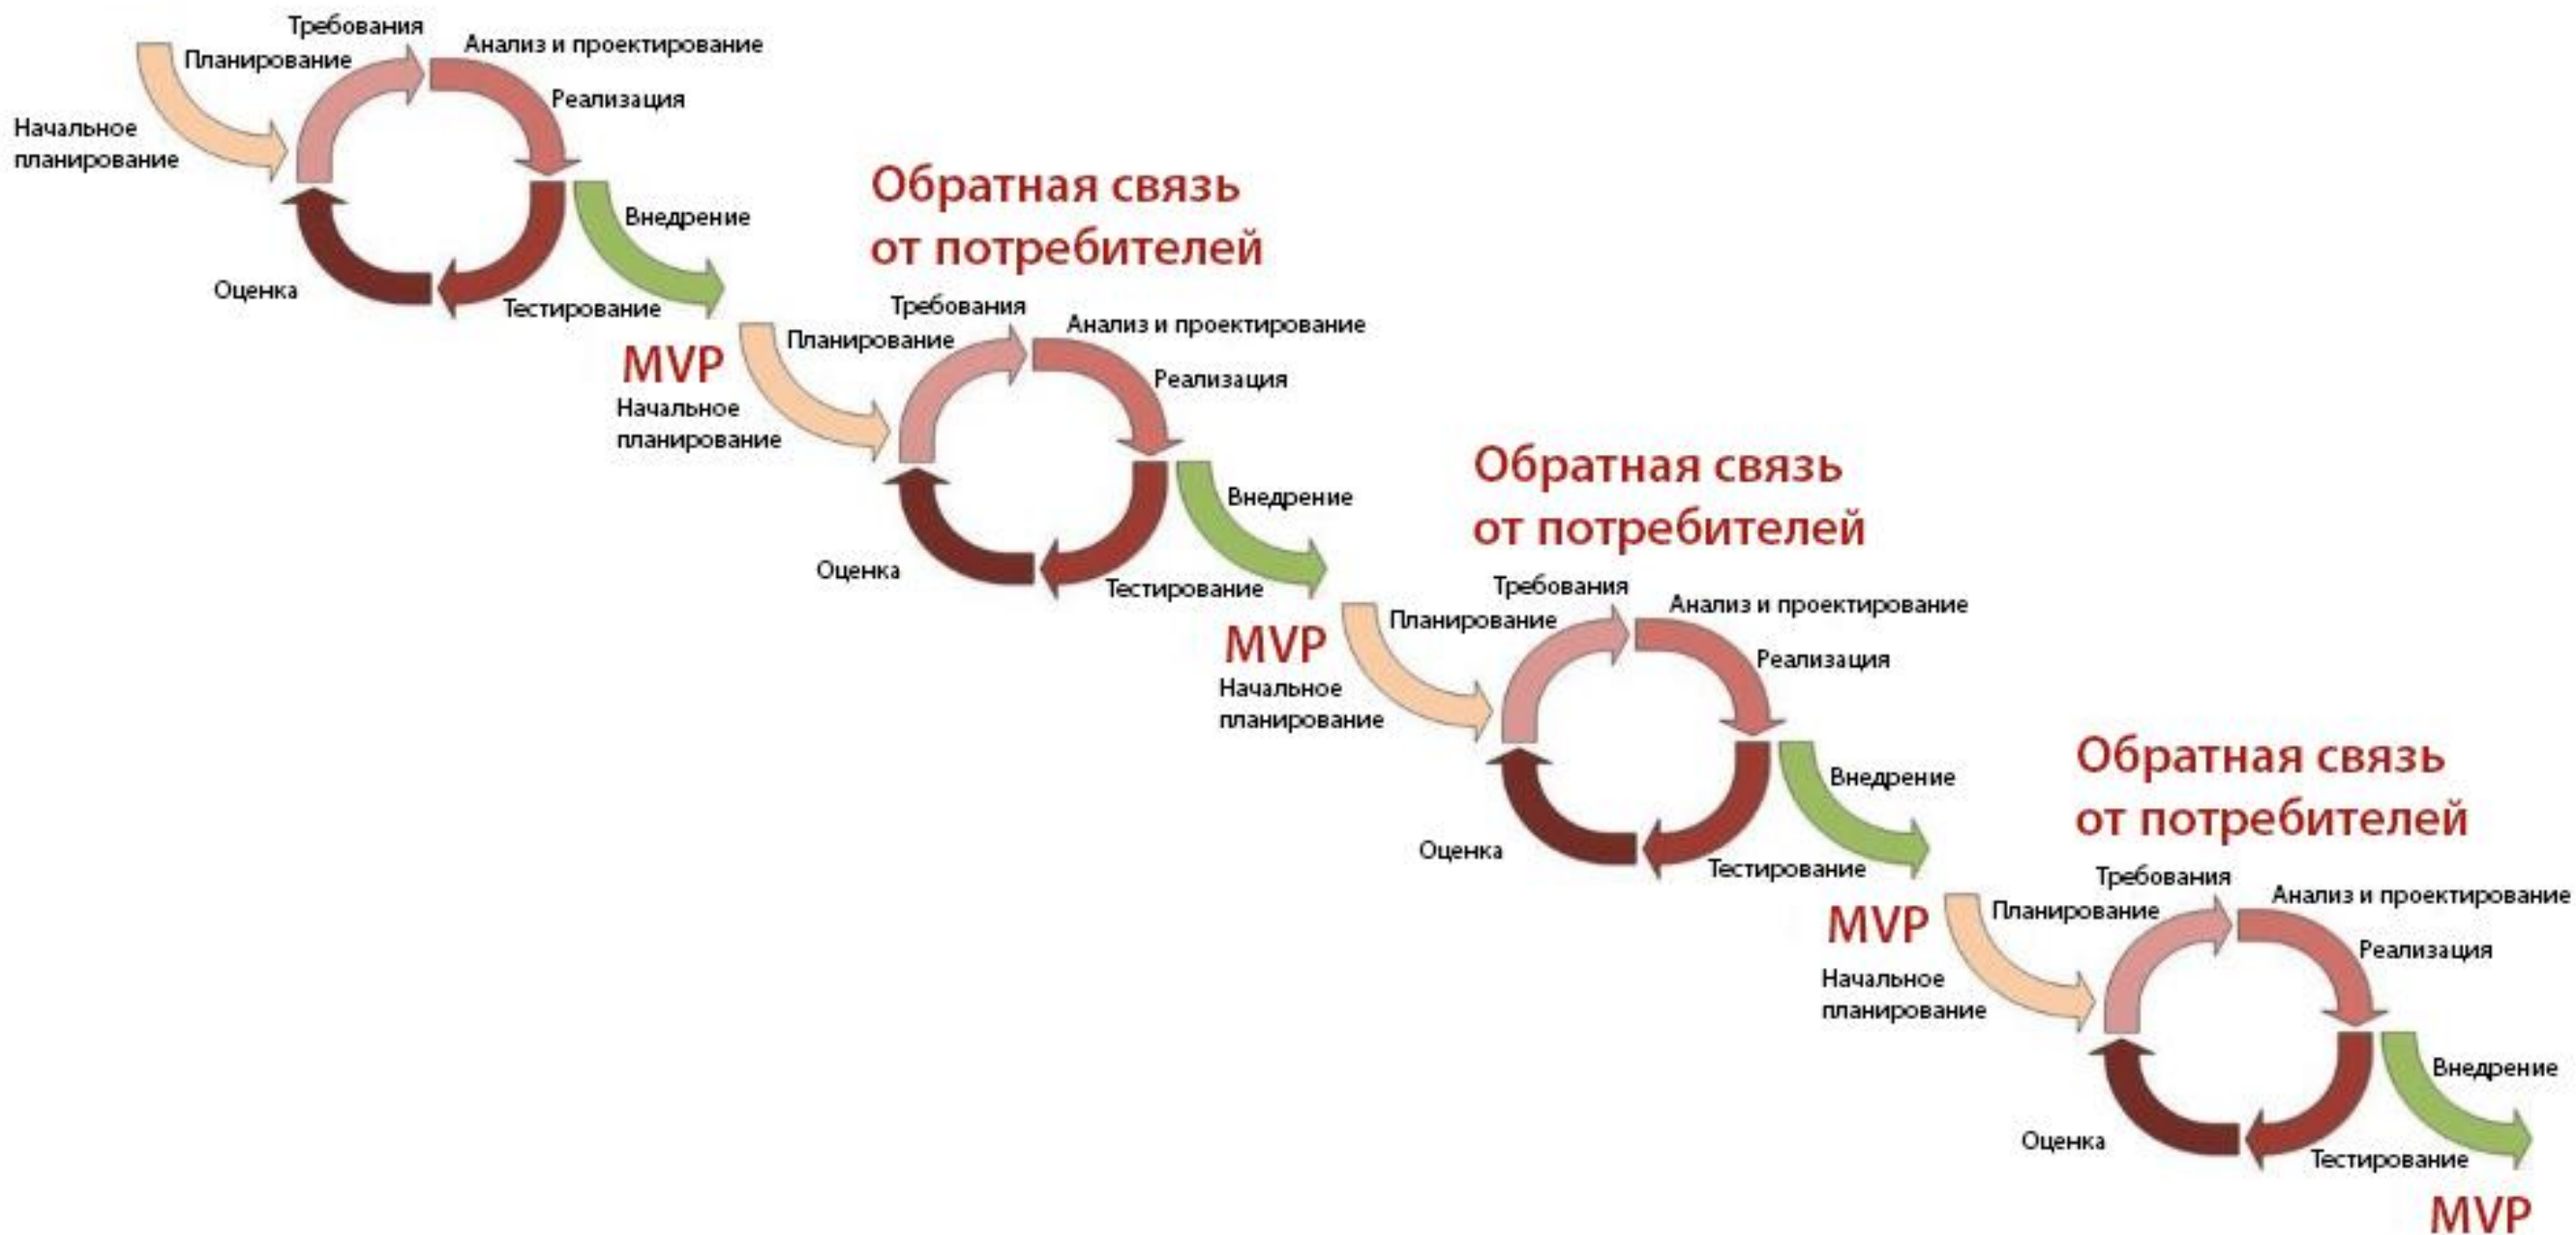 Требования
Планирование
Анализ и проектирование
Реализация
Начальное
планирование
Внедрение
Оценка
Тестирование
Обратная связь
от потребителей
Требования
Планирование
Анализ и проектирование
MVP
Реализация
Начальное
планирование
Внедрение
Оценка
Тестирование
Обратная связь
от потребителей
Требования
Планирование
Анализ и проектирование
MVP
Реализация
Начальное
планирование
Внедрение
Оценка
Тестирование
Обратная связь
от потребителей
Требования
Планирование
Анализ и проектирование
MVP
Реализация
Начальное
планирование
Внедрение
Оценка
Тестирование
MVP